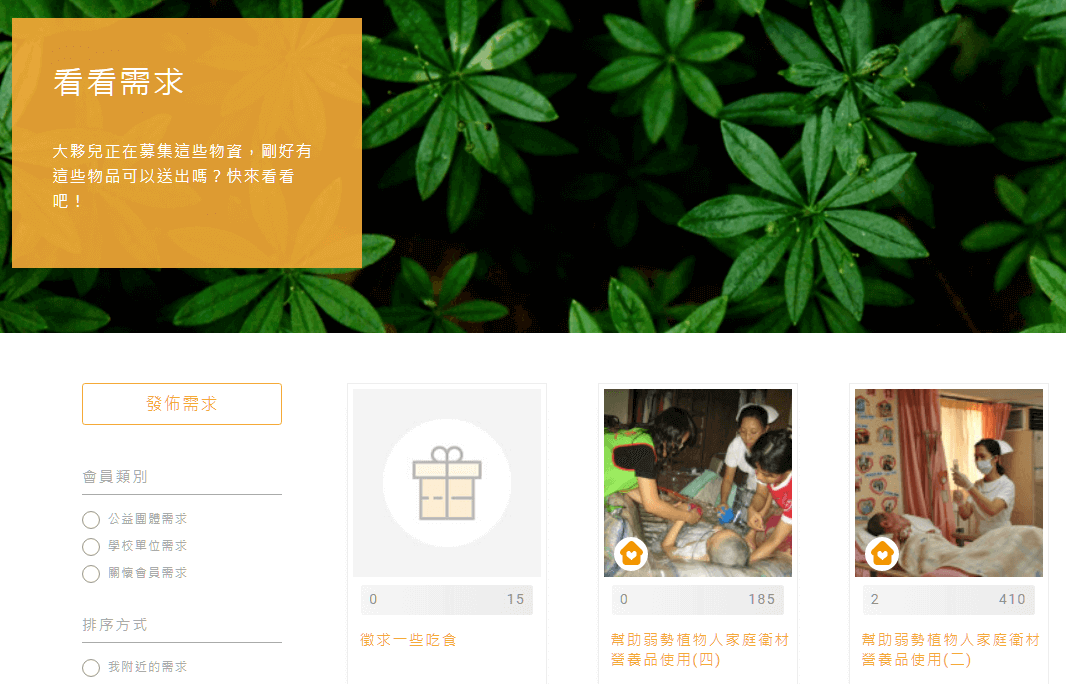 看看需求
大夥兒正在募集這些物資，剛好有
這些物品可以送出嗎？快來看看
吧！
發佈需求
會員類別
公益團體需求
學校單位需求
關懷會員需求
排序方式
我附近的需求
0 15
徵求一些吃食
0 185
幫助弱勢植物人家庭衛材
營養品使用(四)
2 410
幫助弱勢植物人家庭衛材
營養品使用(二)